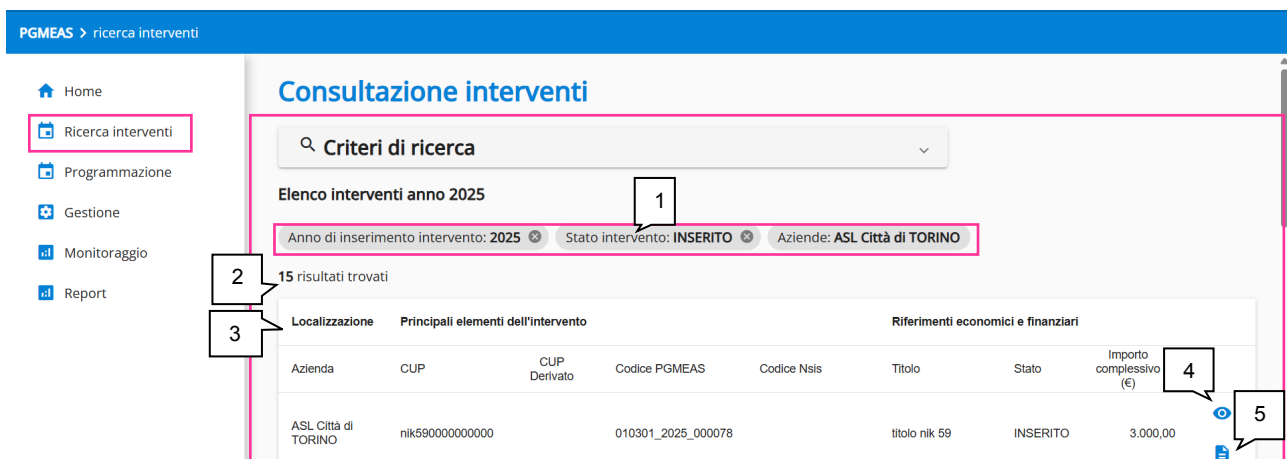 PGMEAS > ricerca interventi
Home
Ricerca interventi
Programmazione
Gestione
Monitoraggio
Report
Consultazione interventi
Criteri di ricerca
Elenco interventi anno 2025
1
Anno di inserimento intervento: 2025 Stato intervento: INSERITO Aziende: ASL Città di TORINO
2
15 risultati trovati
3
Localizzazione Principali elementi dell'intervento Riferimenti economici e finanziari
Azienda CUP CUP Derivato Codice PGMEAS Codice Nsis Titolo Stato Importo complessivo (€)
4
5
ASL Città di TORINO nik590000000000 010301_2025_000078 titolo nik 59 INSERITO 3.000,00